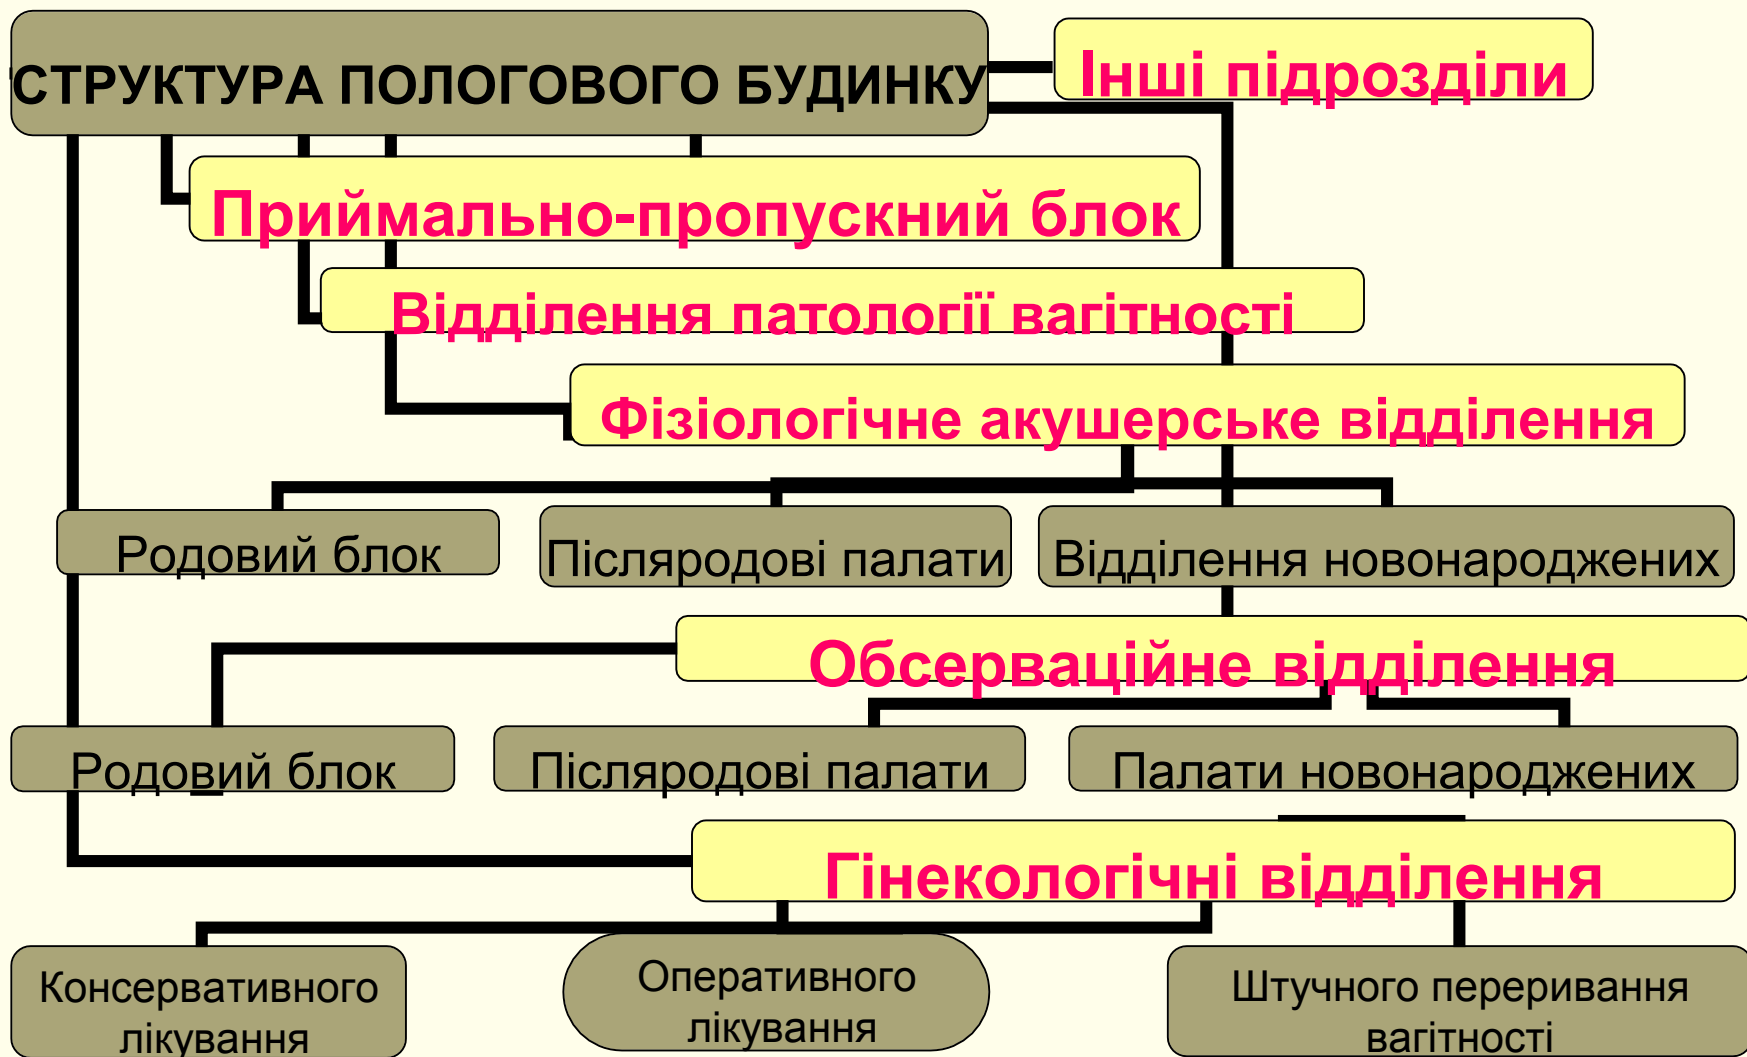 СТРУКТУРА ПОЛОГОВОГО БУДИНКУ
Інші підрозділи
Приймально-пропускний блок
Відділення патології вагітності
Фізіологічне акушерське відділення
Родовий блок
Післяродові палати
Відділення новонароджених
Обсерваційне відділення
Родовий блок
Післяродові палати
Палати новонароджених
Гінекологічні відділення
Консервативного
лікування
Оперативного
лікування
Штучного переривання
вагітності